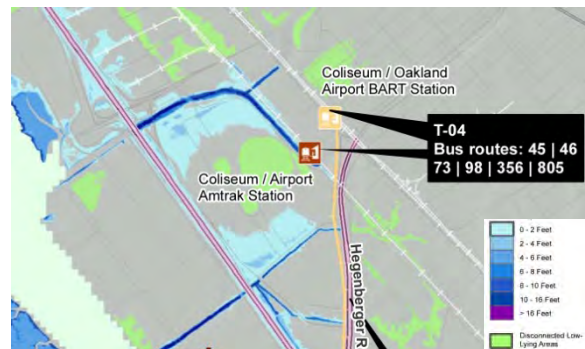 Coliseum / Oakland
Airport BART Station
T-04
Bus routes: 45 | 46
73 | 98 | 356 | 805
Coliseum / Airport
Amtrak Station
Hegenberger R
0 - 2 Feet
2 - 4 Feet
4 - 6 Feet
6 - 8 Feet
8 - 10 Feet
10 - 16 Feet
> 16 Feet
Disconnected Low-
Lying Areas